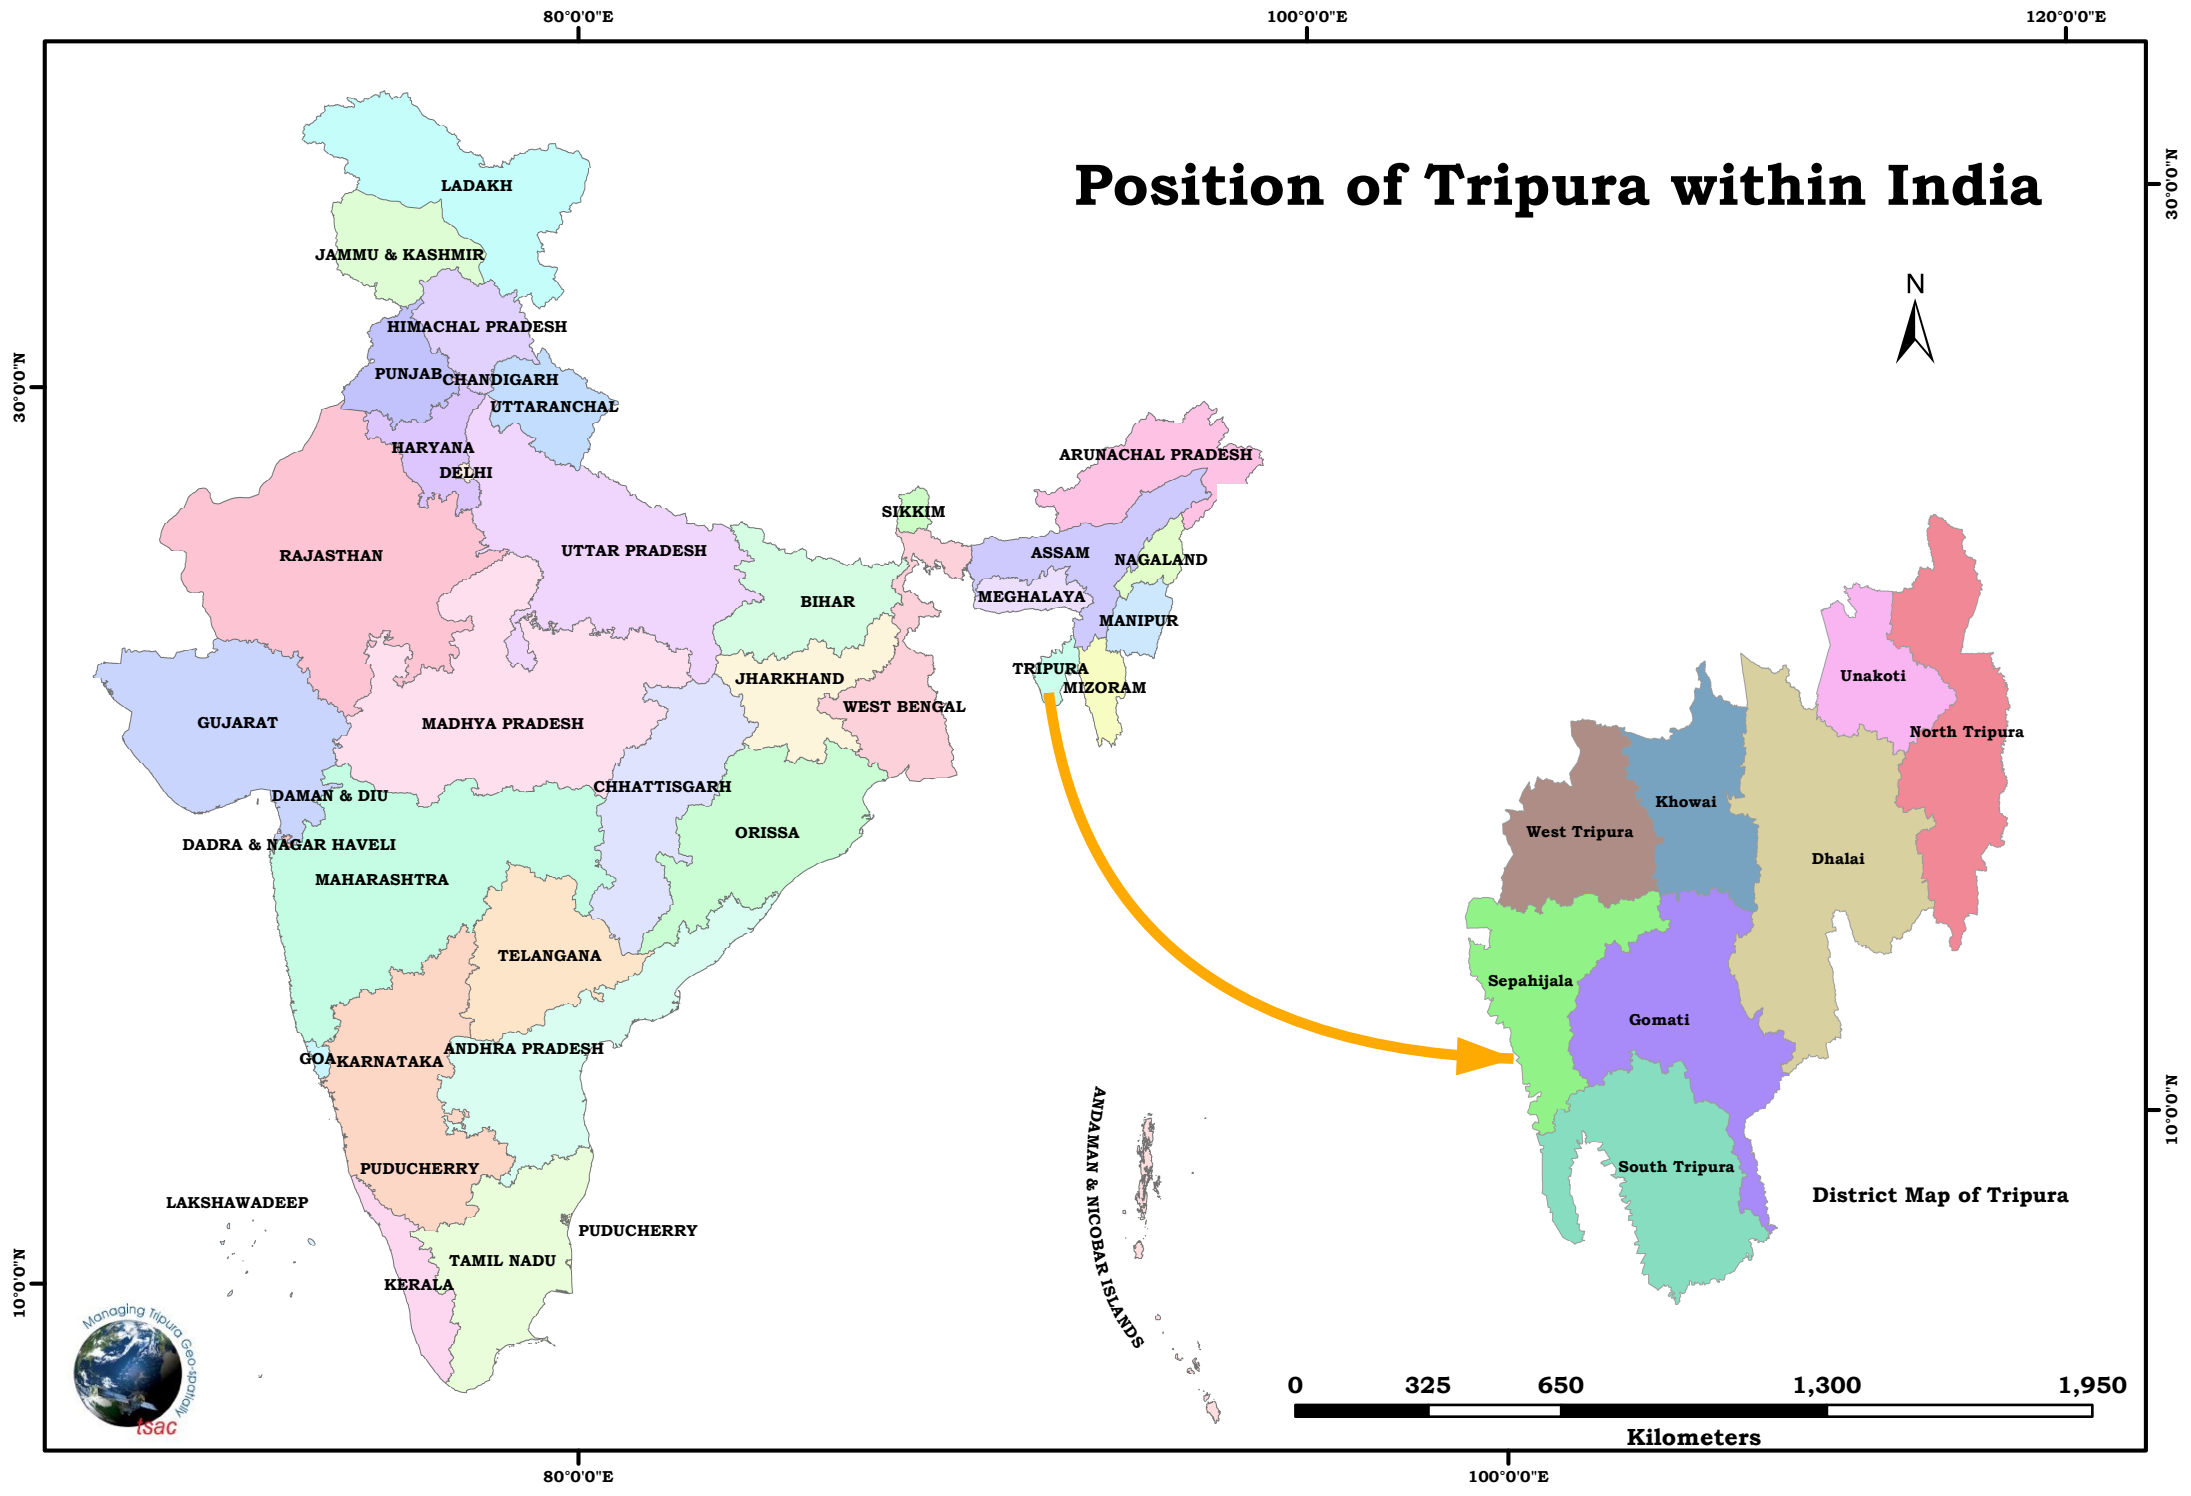 80°0'0"E
100°0'0"E
120°0'0"E
30°0'0"N
30°0'0"N
Position of Tripura within India
N
LADAKH
JAMMU & KASHMIR
HIMACHAL PRADESH
PUNJAB
CHANDIGARH
UTTARANCHAL
HARYANA
DELHI
ARUNACHAL PRADESH
SIKKIM
RAJASTHAN
UTTAR PRADESH
ASSAM
NAGALAND
BIHAR
MEGHALAYA
MANIPUR
TRIPURA
MIZORAM
JHARKHAND
WEST BENGAL
GUJARAT
MADHYA PRADESH
CHHATTISGARH
DAMAN & DIU
ORISSA
DADRA & NAGAR HAVELI
MAHARASHTRA
TELANGANA
GOA
KARNATAKA
ANDHRA PRADESH
PUDUCHERRY
LAKSHAWADEEP
PUDUCHERRY
TAMIL NADU
KERALA
ANDAMAN & NICOBAR ISLANDS
Unakoti
North Tripura
Khowai
West Tripura
Dhalai
Sepahijala
Gomati
South Tripura
District Map of Tripura
10°0'0"N
10°0'0"N
Managing Tripura Geo-spatially
tsac
0 325 650 1,300 1,950
Kilometers
80°0'0"E
100°0'0"E